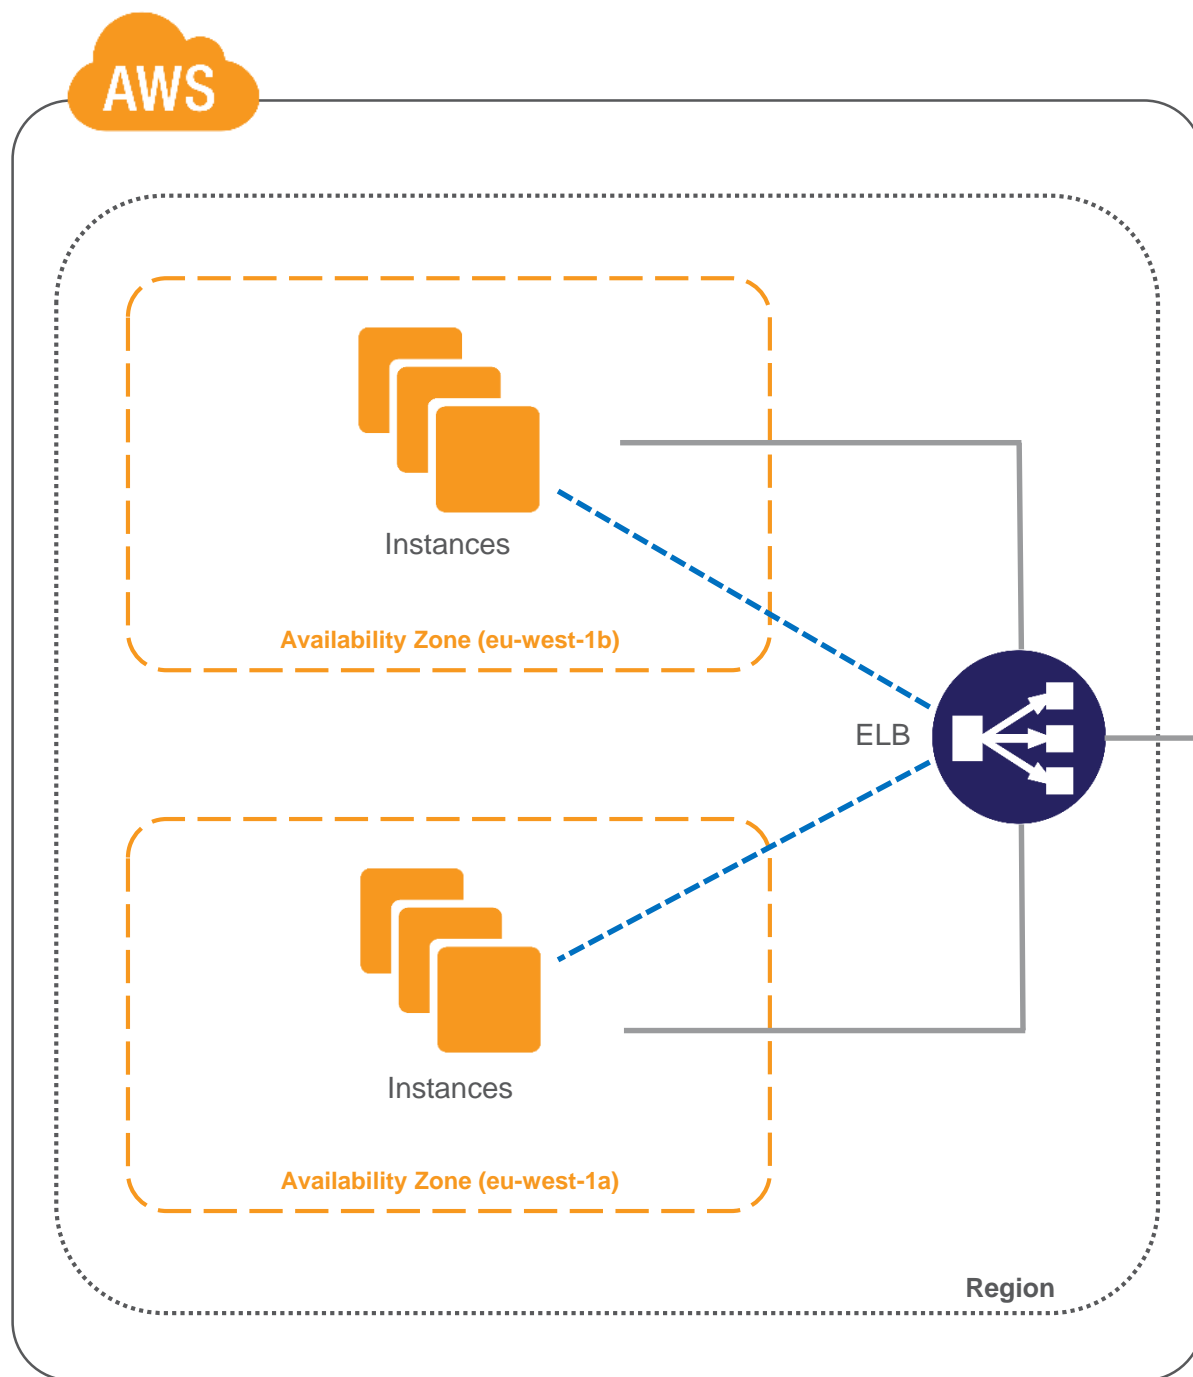 AWS
Instances
Availability Zone (eu-west-1b)
ELB
Instances
Availability Zone (eu-west-1a)
Region